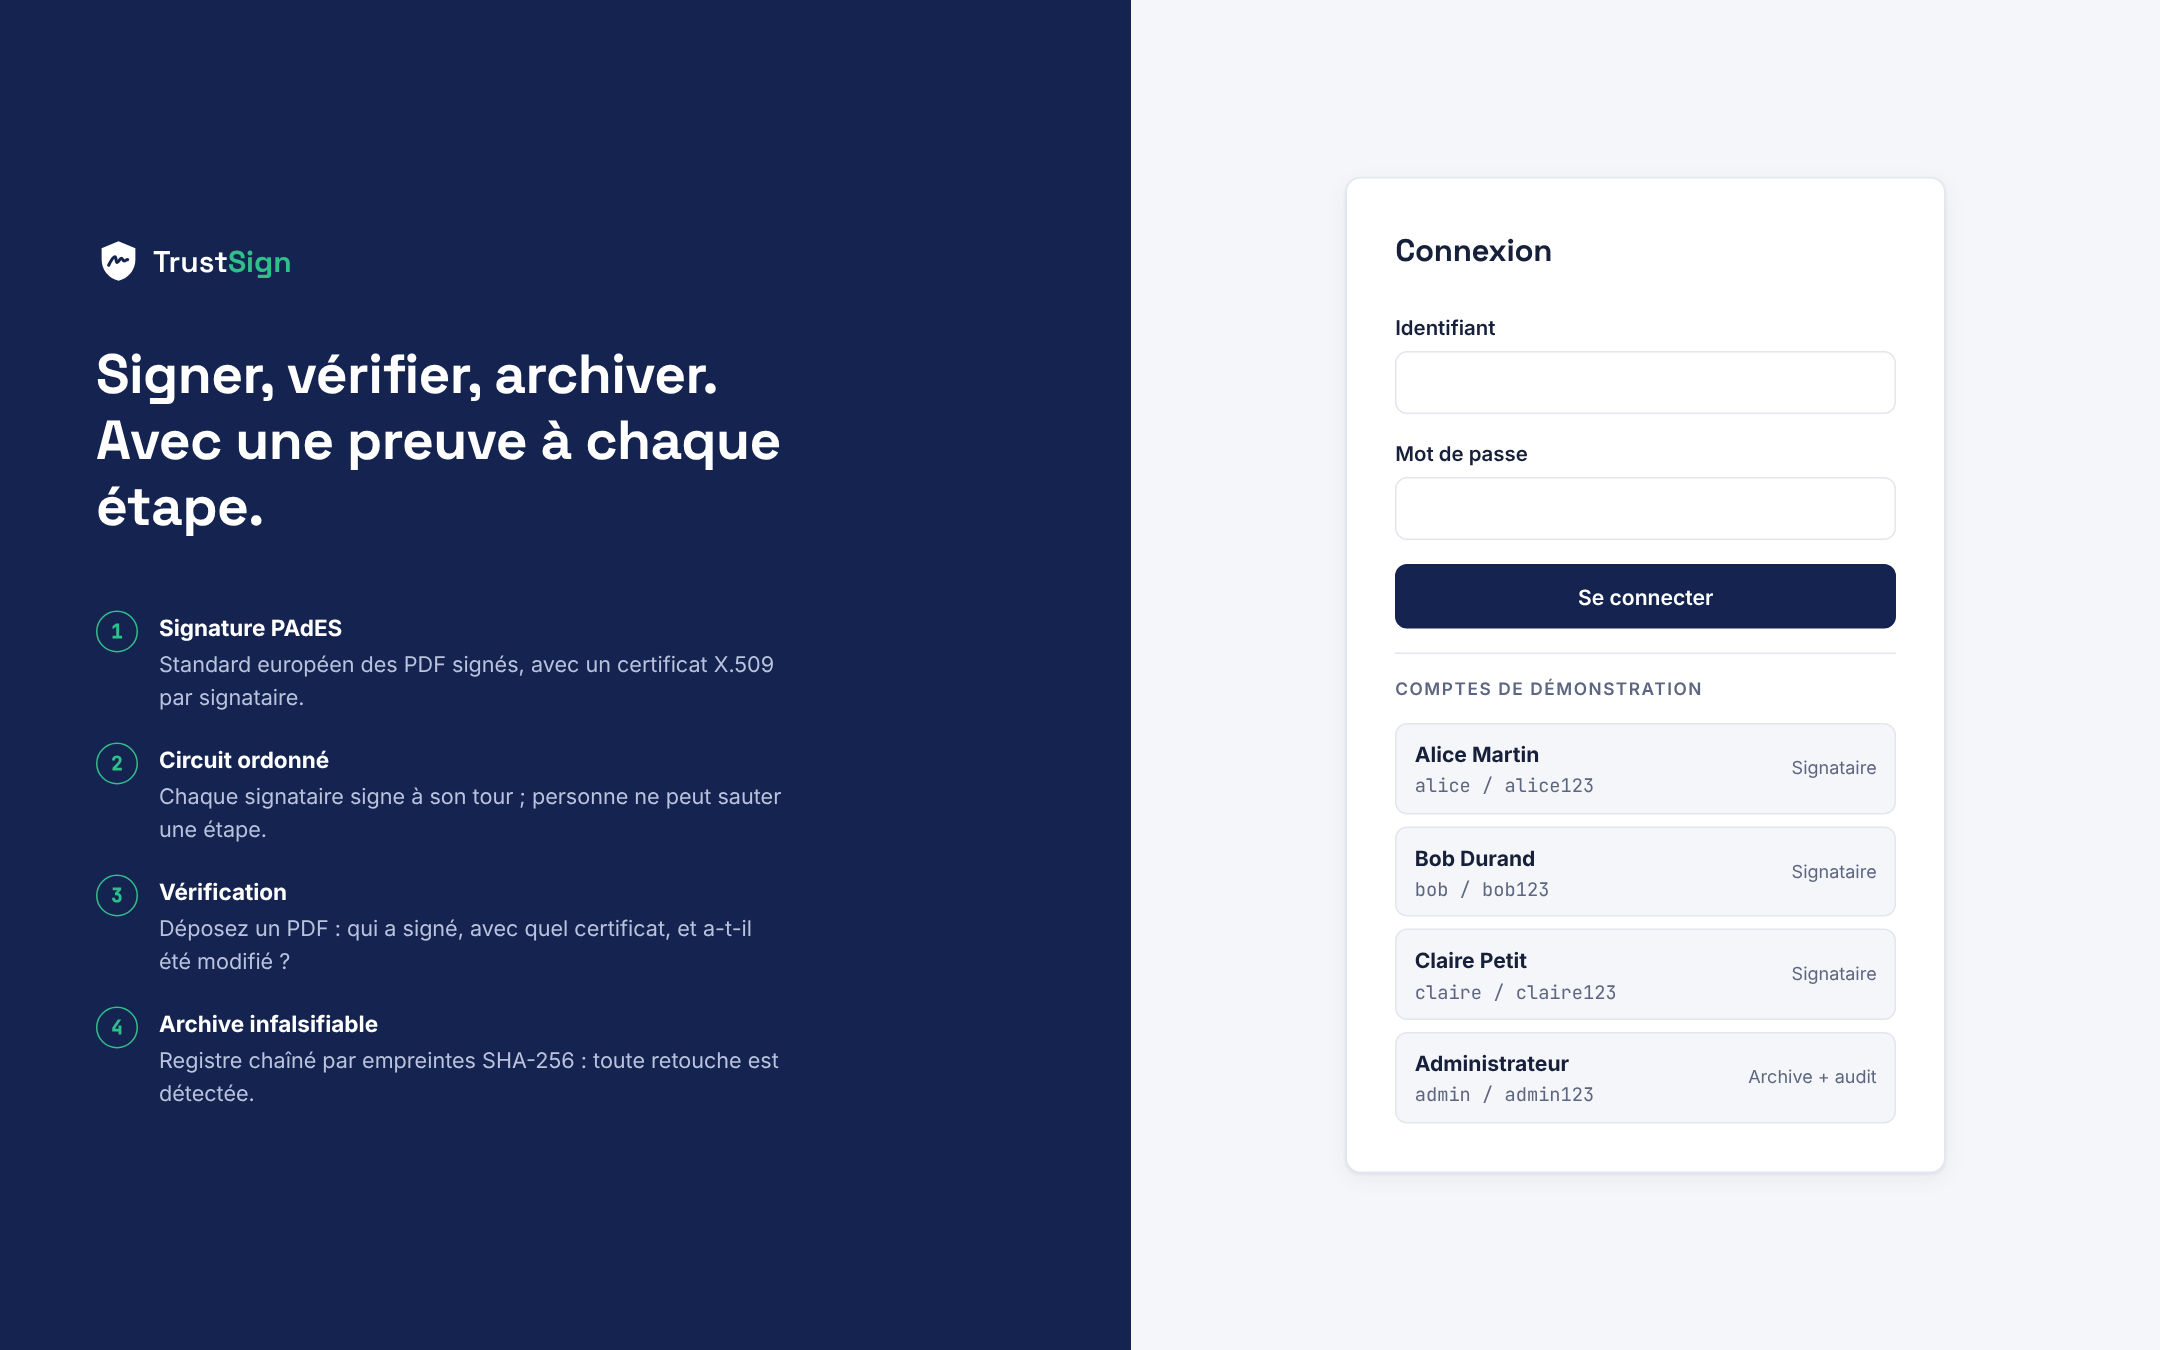 TrustSign
Signer, vérifier, archiver.
Avec une preuve à chaque
étape.
1
Signature PAdES
Standard européen des PDF signés, avec un certificat X.509
par signataire.
2
Circuit ordonné
Chaque signataire signe à son tour ; personne ne peut sauter
une étape.
3
Vérification
Déposez un PDF : qui a signé, avec quel certificat, et a-t-il
été modifié ?
4
Archive infalsifiable
Registre chaîné par empreintes SHA-256 : toute retouche est
détectée.
Connexion
Identifiant
Mot de passe
Se connecter
COMPTES DE DÉMONSTRATION
Alice Martin
alice / alice123
Signataire
Bob Durand
bob / bob123
Signataire
Claire Petit
claire / claire123
Signataire
Administrateur
admin / admin123
Archive + audit